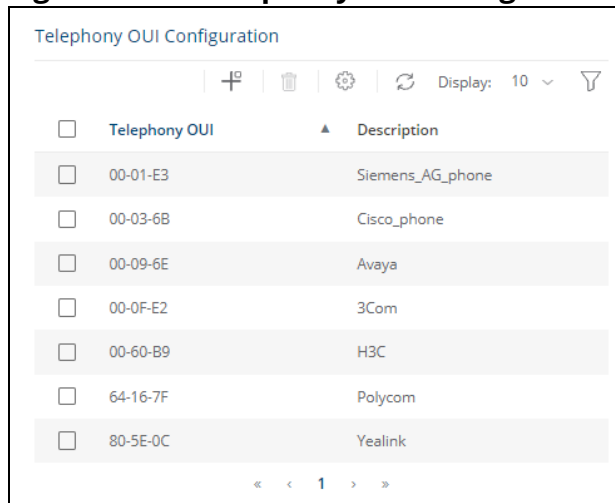 Telephony OUI Configuration
Display: 10
Telephony OUI Description
00-01-E3 Siemens_AG_phone
00-03-6B Cisco_phone
00-09-6E Avaya
00-0F-E2 3Com
00-60-B9 H3C
64-16-7F Polycom
80-5E-0C Yealink
« ‹ 1 › »